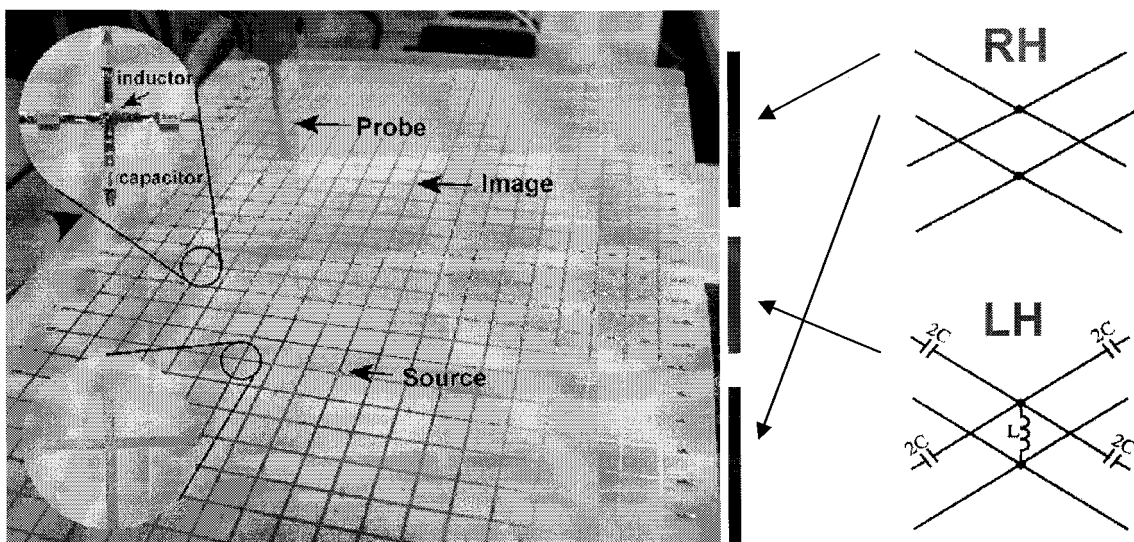 inductor
capacitor
Probe
Image
Source
RH
LH
2C
2C
L
2C
2C